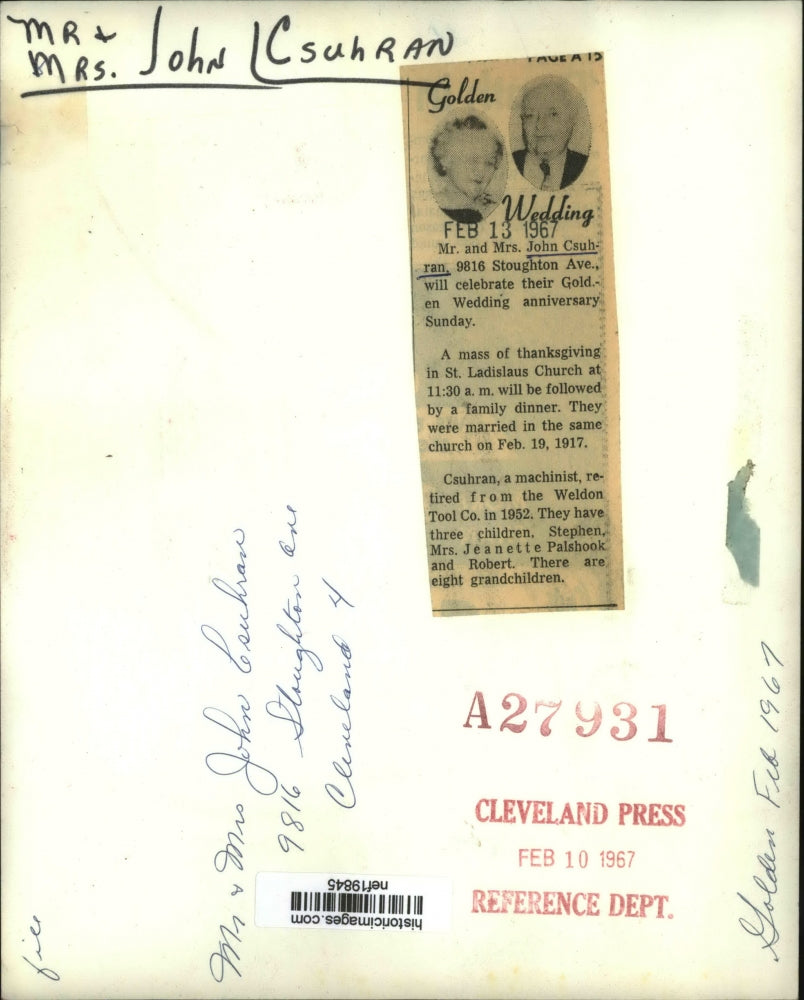 MR &
MRS. John Csuhran
PAGE A 15
Golden
Wedding
FEB 13 1967
Mr. and Mrs. John Csuh-
ran, 9816 Stoughton Ave.,
will celebrate their Gold-
en Wedding anniversary
Sunday.
A mass of thanksgiving
in St. Ladislaus Church at
11:30 a. m. will be followed
by a family dinner. They
were married in the same
church on Feb. 19, 1917.
Csuhran, a machinist, re-
tired from the Weldon
Tool Co. in 1952. They have
three children, Stephen,
Mrs. Jeanette Palshook
and Robert. There are
eight grandchildren.
Mr & Mrs John Csuhran
9816 Stoughton Ave
Cleveland 4
A27931
CLEVELAND PRESS
FEB 10 1967
REFERENCE DEPT.
Golden Feb 1967
historicimages.com
nef19845
file